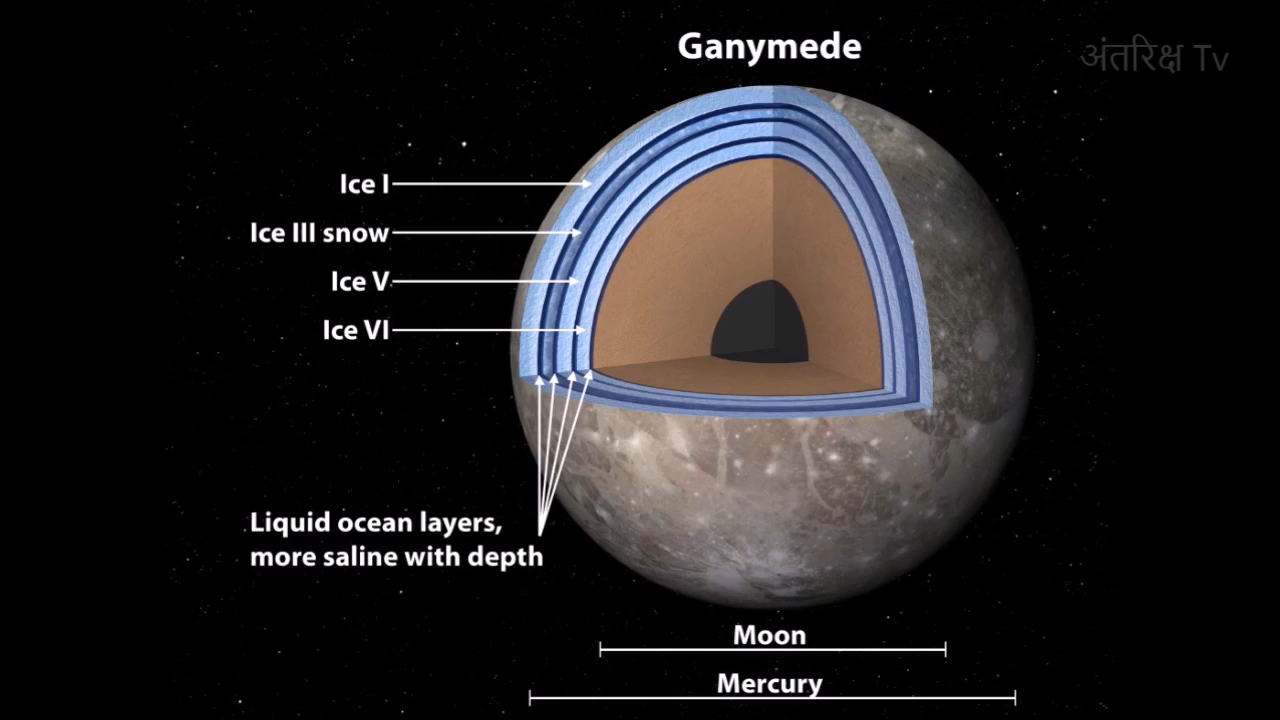 Ganymede
अंतरिक्ष Tv
Ice I
Ice III snow
Ice V
Ice VI
Liquid ocean layers,
more saline with depth
Moon
Mercury